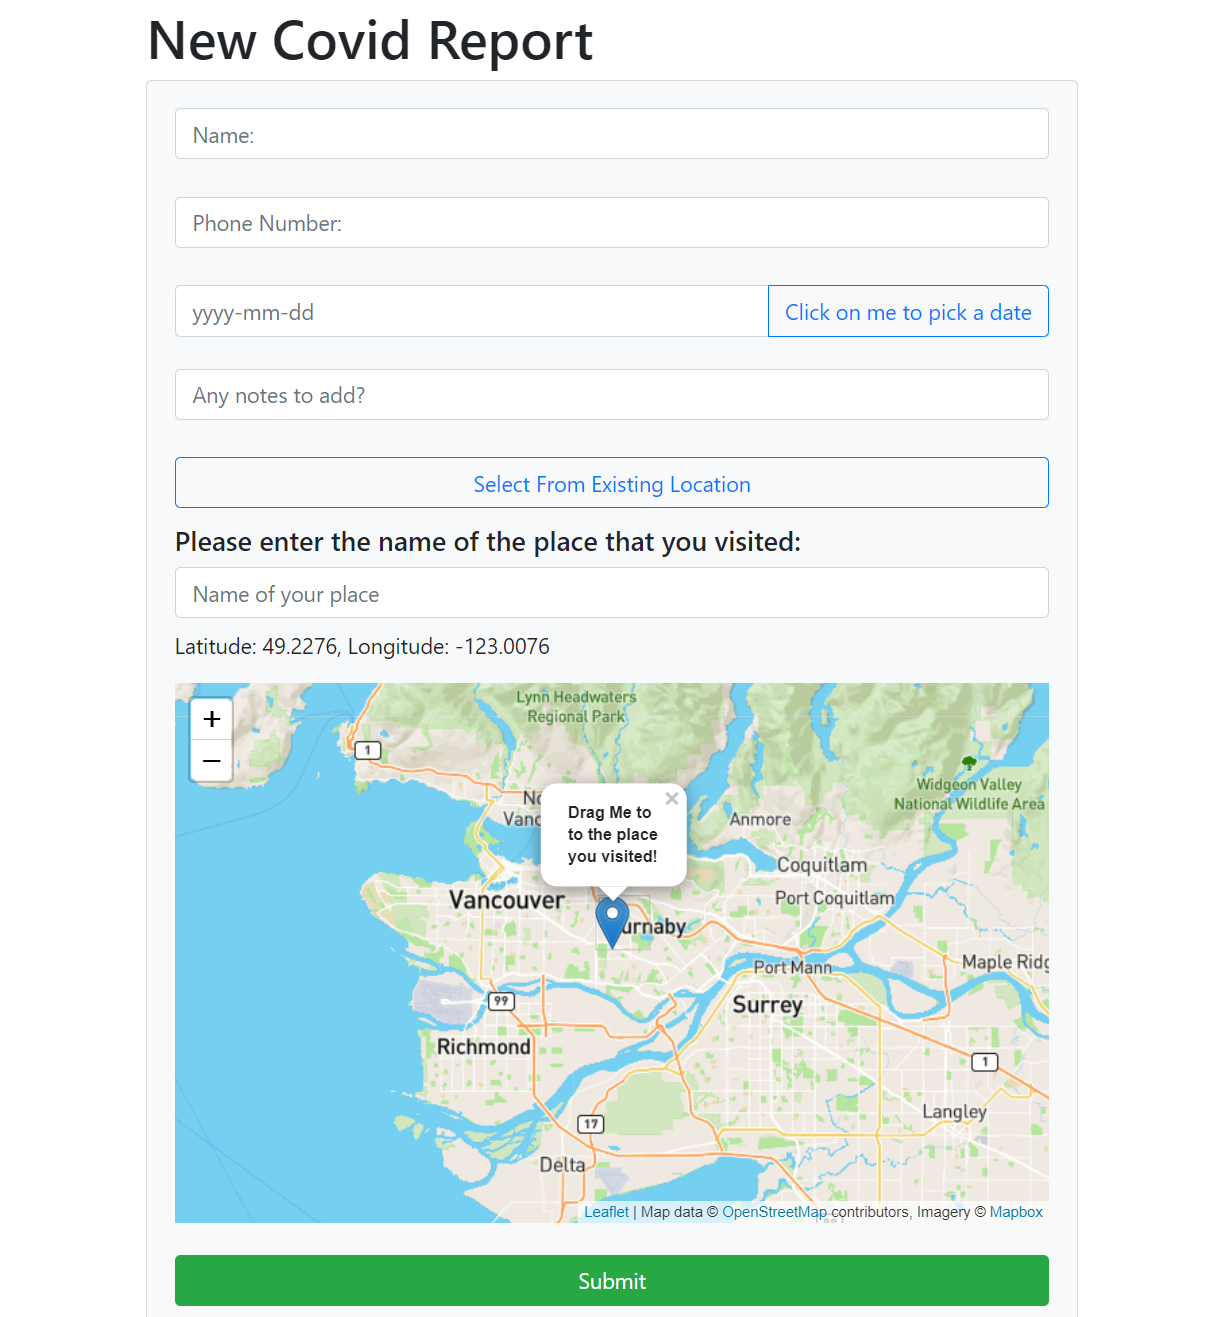 New Covid Report
Name:
Phone Number:
yyyy-mm-dd
Click on me to pick a date
Any notes to add?
Select From Existing Location
Please enter the name of the place that you visited:
Name of your place
Latitude: 49.2276, Longitude: -123.0076
+
−
Lynn Headwaters
Regional Park
1
Widgeon Valley
National Wildlife Area
No
Vanc
×
Drag Me to
to the place
you visited!
Anmore
Coquitlam
Port Coquitlam
Vancouver
urnaby
Port Mann
Maple Ridg
99
Surrey
Richmond
1
Langley
17
Delta
Leaflet | Map data © OpenStreetMap contributors, Imagery © Mapbox
Submit